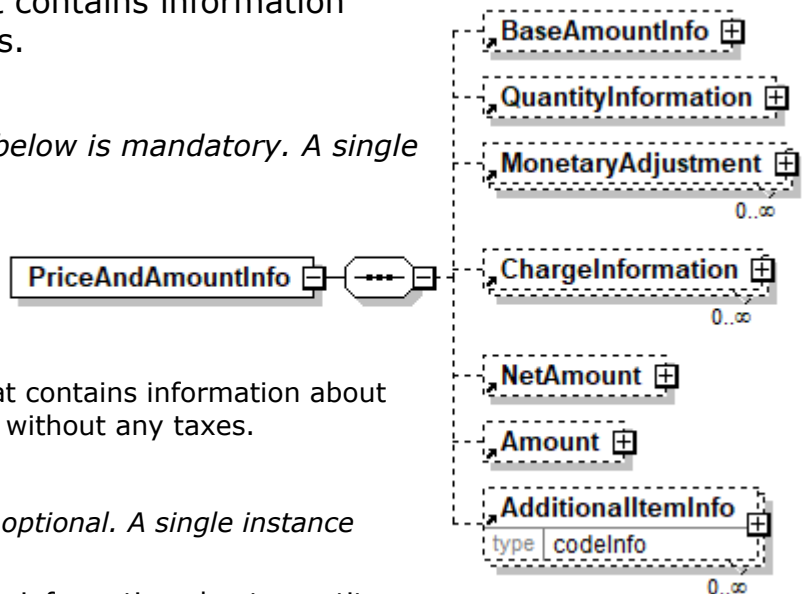 contains information
s.
below is mandatory. A single
at contains information about
without any taxes.
optional. A single instance
PriceAndAmountInfo
BaseAmountInfo
QuantityInformation
MonetaryAdjustment
0..∞
ChargeInformation
0..∞
NetAmount
Amount
AdditionalItemInfo
type codeInfo
0..∞